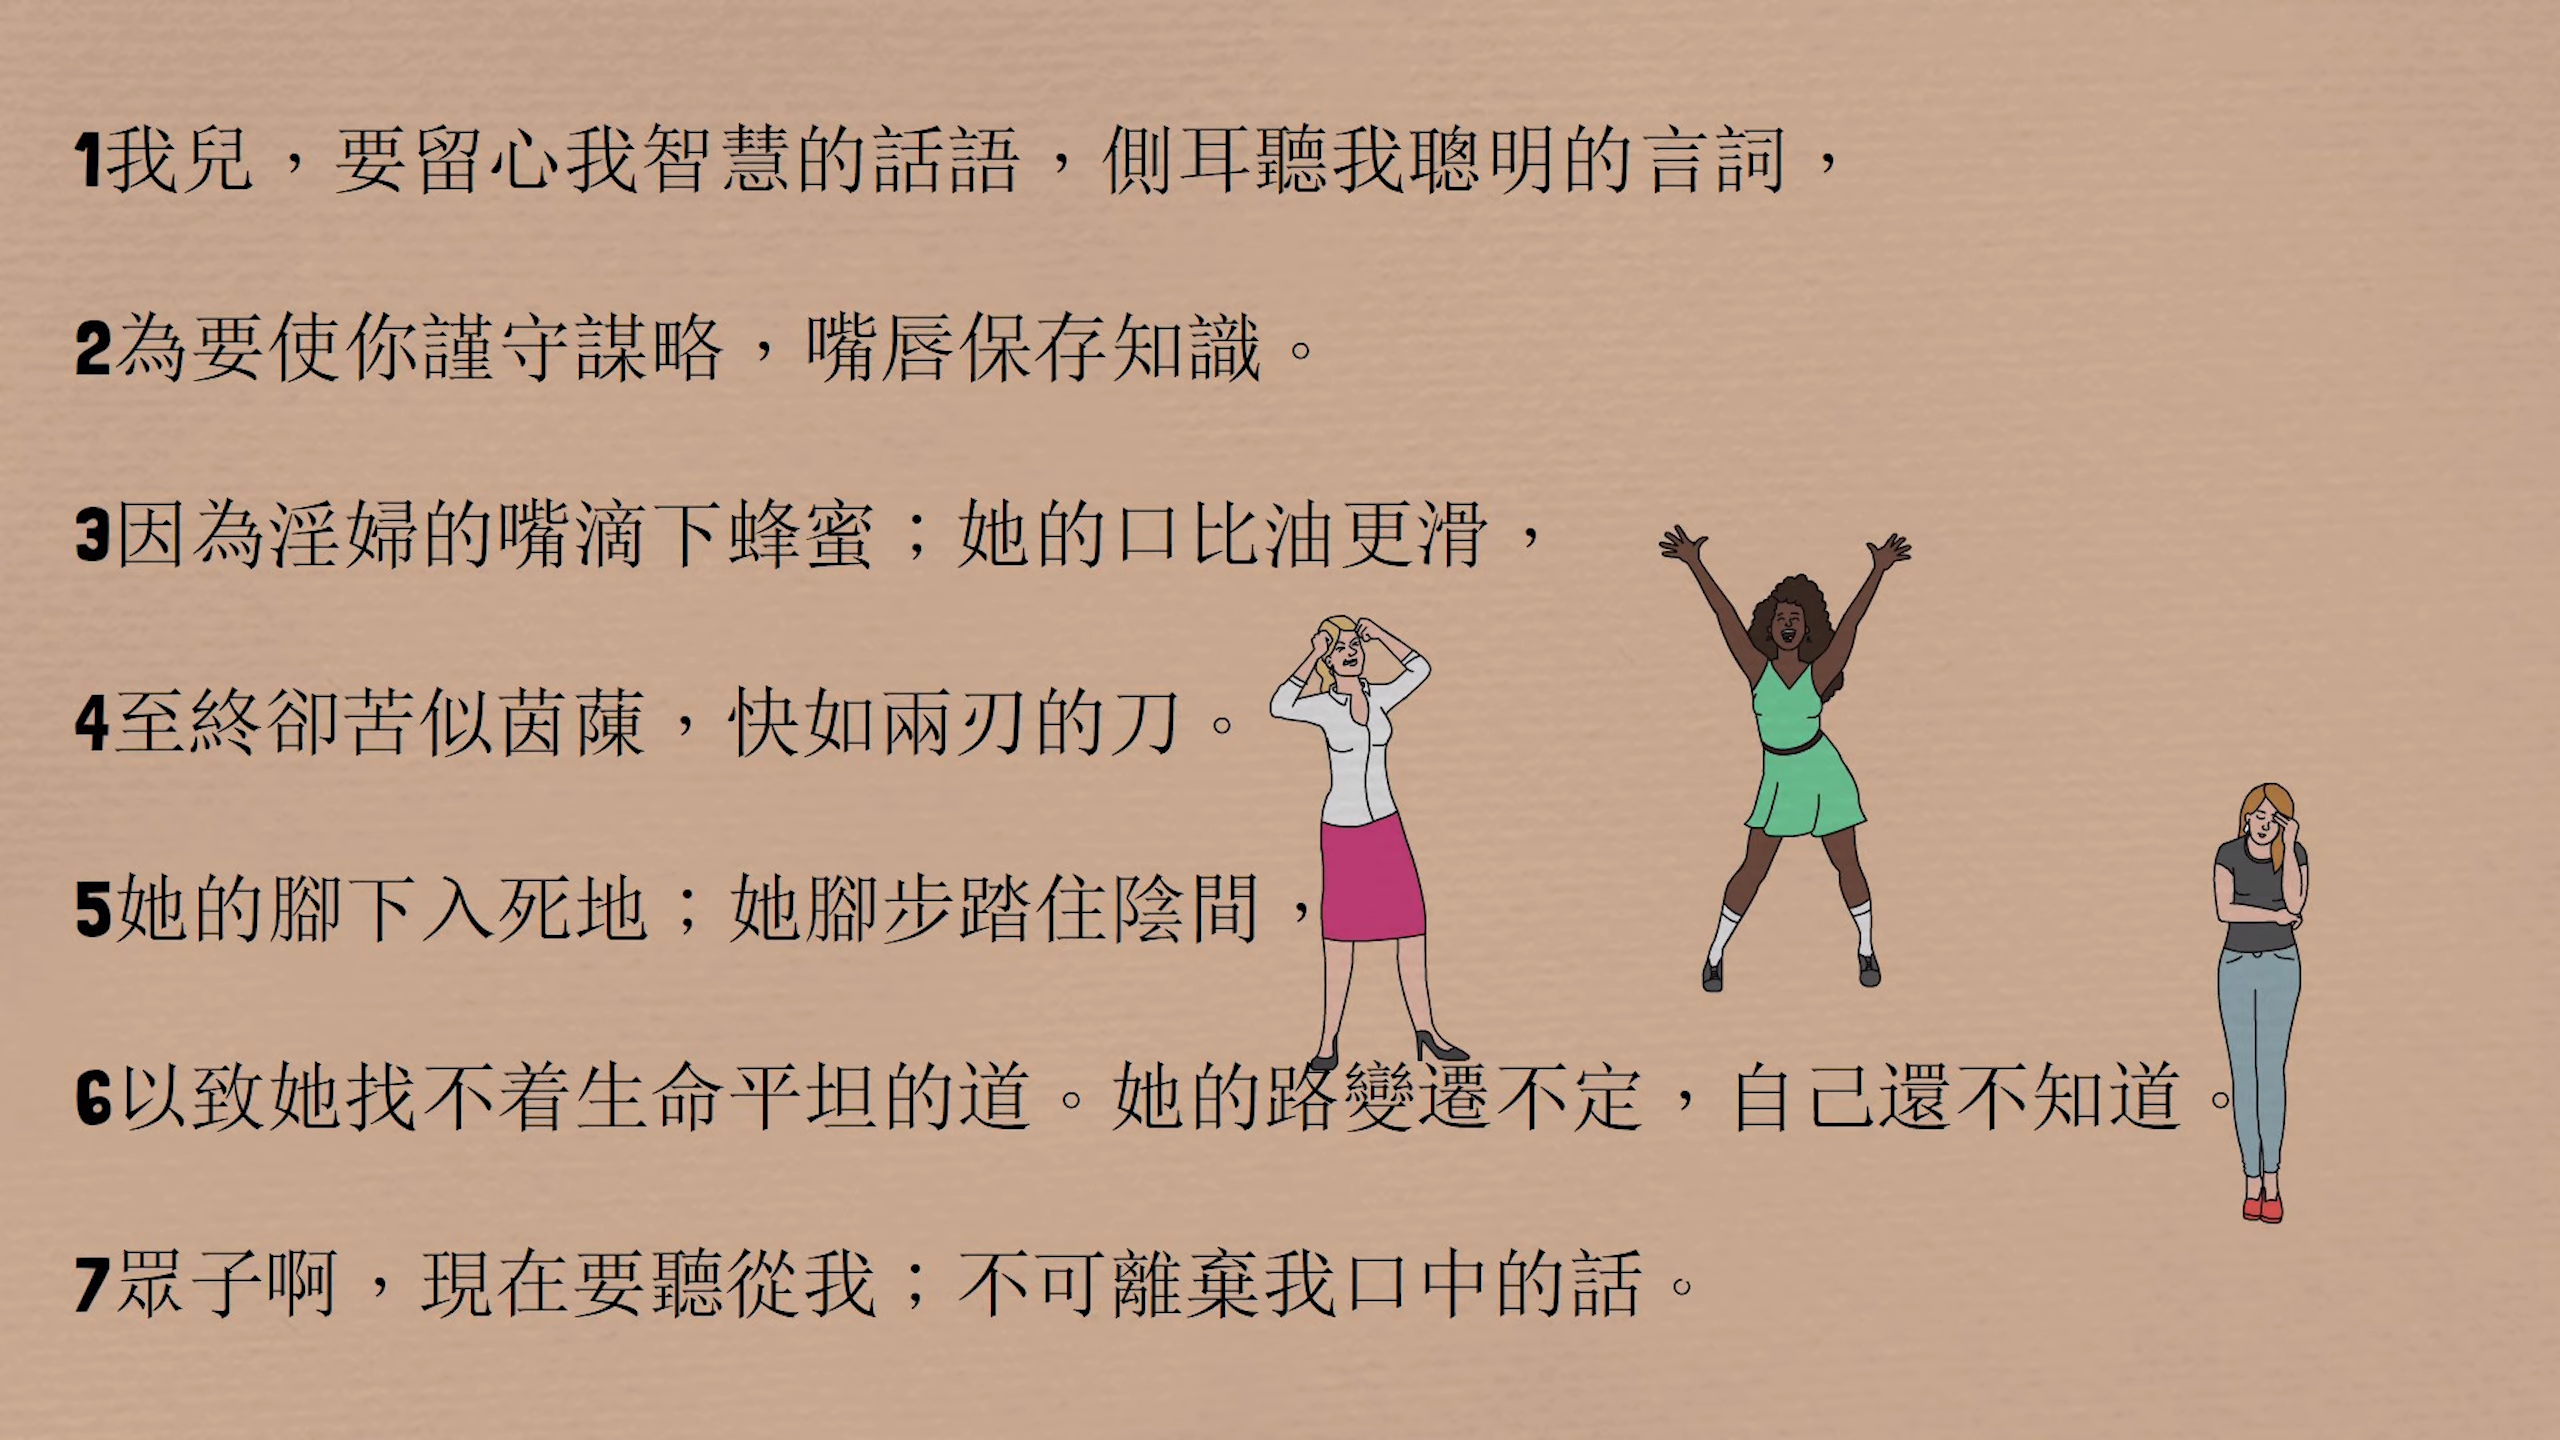 1我兒，要留心我智慧的話語，側耳聽我聰明的言詞，
2為要使你謹守謀略，嘴唇保存知識。
3因為淫婦的嘴滴下蜂蜜；她的口比油更滑，
4至終卻苦似茵蔯，快如兩刃的刀。
5她的腳下入死地；她腳步踏住陰間，
6以致她找不着生命平坦的道。她的路變遷不定，自己還不知道。
7眾子啊，現在要聽從我；不可離棄我口中的話。